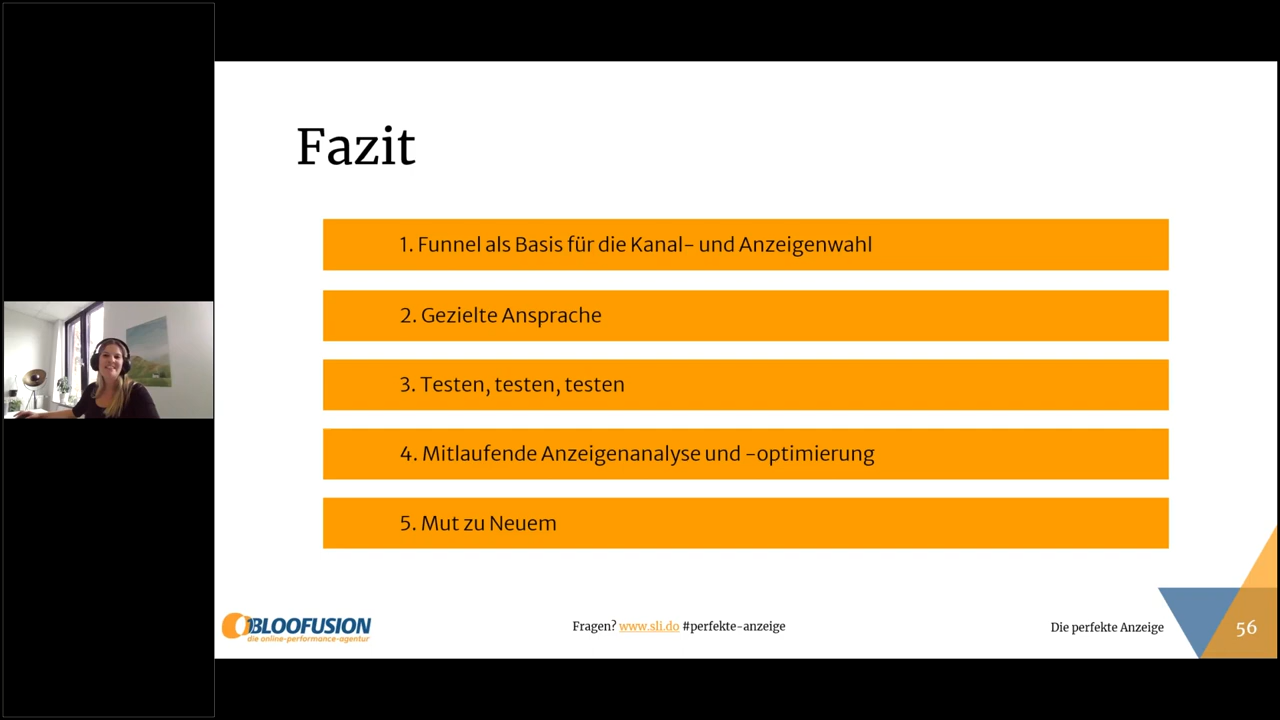 Fazit
1. Funnel als Basis für die Kanal- und Anzeigenwahl
2. Gezielte Ansprache
3. Testen, testen, testen
4. Mitlaufende Anzeigenanalyse und -optimierung
5. Mut zu Neuem
BLOOFUSION
die online-performance-agentur
Fragen? www.sli.do #perfekte-anzeige
Die perfekte Anzeige
56